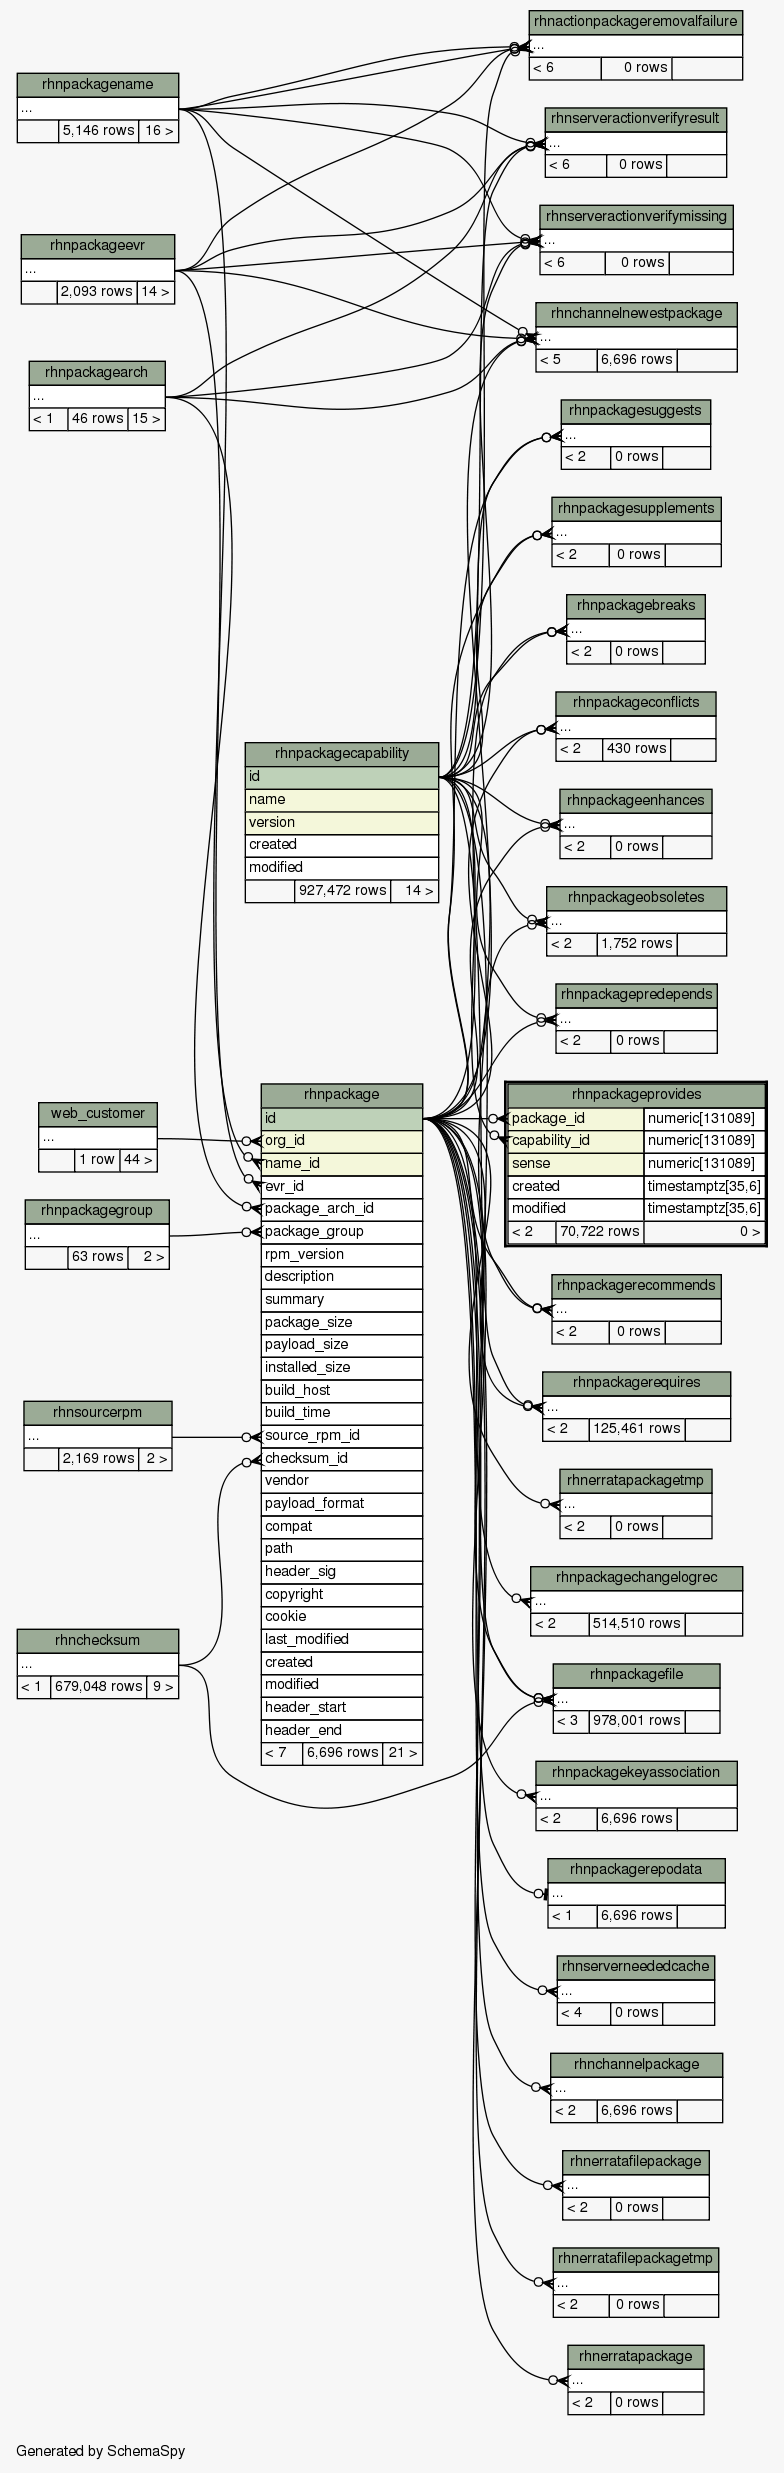 rhnactionpackageremovalfailure
...
< 6 0 rows
rhnpackagename
...
5,146 rows 16 >
rhnserveractionverifyresult
...
< 6 0 rows
rhnserveractionverifymissing
...
< 6 0 rows
rhnpackageevr
...
2,093 rows 14 >
rhnchannelnewestpackage
...
< 5 6,696 rows
rhnpackagearch
...
< 1 46 rows 15 >
rhnpackagesuggests
...
< 2 0 rows
rhnpackagesupplements
...
< 2 0 rows
rhnpackagebreaks
...
< 2 0 rows
rhnpackageconflicts
...
< 2 430 rows
rhnpackagecapability
id
name
version
created
modified
927,472 rows 14 >
rhnpackageenhances
...
< 2 0 rows
rhnpackageobsoletes
...
< 2 1,752 rows
rhnpackagepredepends
...
< 2 0 rows
rhnpackage
id
org_id
name_id
evr_id
package_arch_id
package_group
rpm_version
description
summary
package_size
payload_size
installed_size
build_host
build_time
source_rpm_id
checksum_id
vendor
payload_format
compat
path
header_sig
copyright
cookie
last_modified
created
modified
header_start
header_end
< 7 6,696 rows 21 >
rhnpackageprovides
package_id numeric[131089]
capability_id numeric[131089]
sense numeric[131089]
created timestamptz[35,6]
modified timestamptz[35,6]
< 2 70,722 rows 0 >
web_customer
...
1 row 44 >
rhnpackagegroup
...
63 rows 2 >
rhnpackagerecommends
...
< 2 0 rows
rhnpackagerequires
...
< 2 125,461 rows
rhnsourcerpm
...
2,169 rows 2 >
rhnerratapackagetmp
...
< 2 0 rows
rhnpackagechangelogrec
...
< 2 514,510 rows
rhnchecksum
...
< 1 679,048 rows 9 >
rhnpackagefile
...
< 3 978,001 rows
rhnpackagekeyassociation
...
< 2 6,696 rows
rhnpackagerepodata
...
< 1 6,696 rows
rhnserverneededcache
...
< 4 0 rows
rhnchannelpackage
...
< 2 6,696 rows
rhnerratafilepackage
...
< 2 0 rows
rhnerratafilepackagetmp
...
< 2 0 rows
rhnerratapackage
...
< 2 0 rows
Generated by SchemaSpy